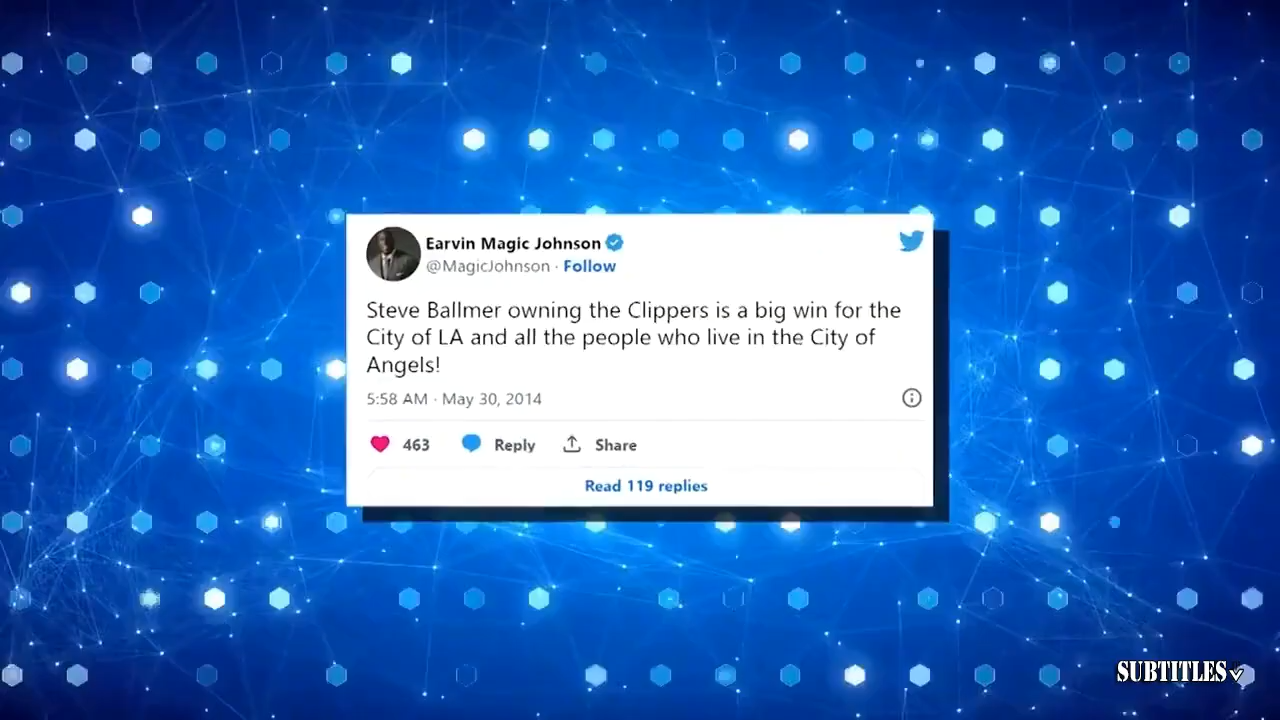 Earvin Magic Johnson
@MagicJohnson · Follow
Steve Ballmer owning the Clippers is a big win for the
City of LA and all the people who live in the City of
Angels!
5:58 AM · May 30, 2014
463 Reply Share
Read 119 replies
SUBTITLES